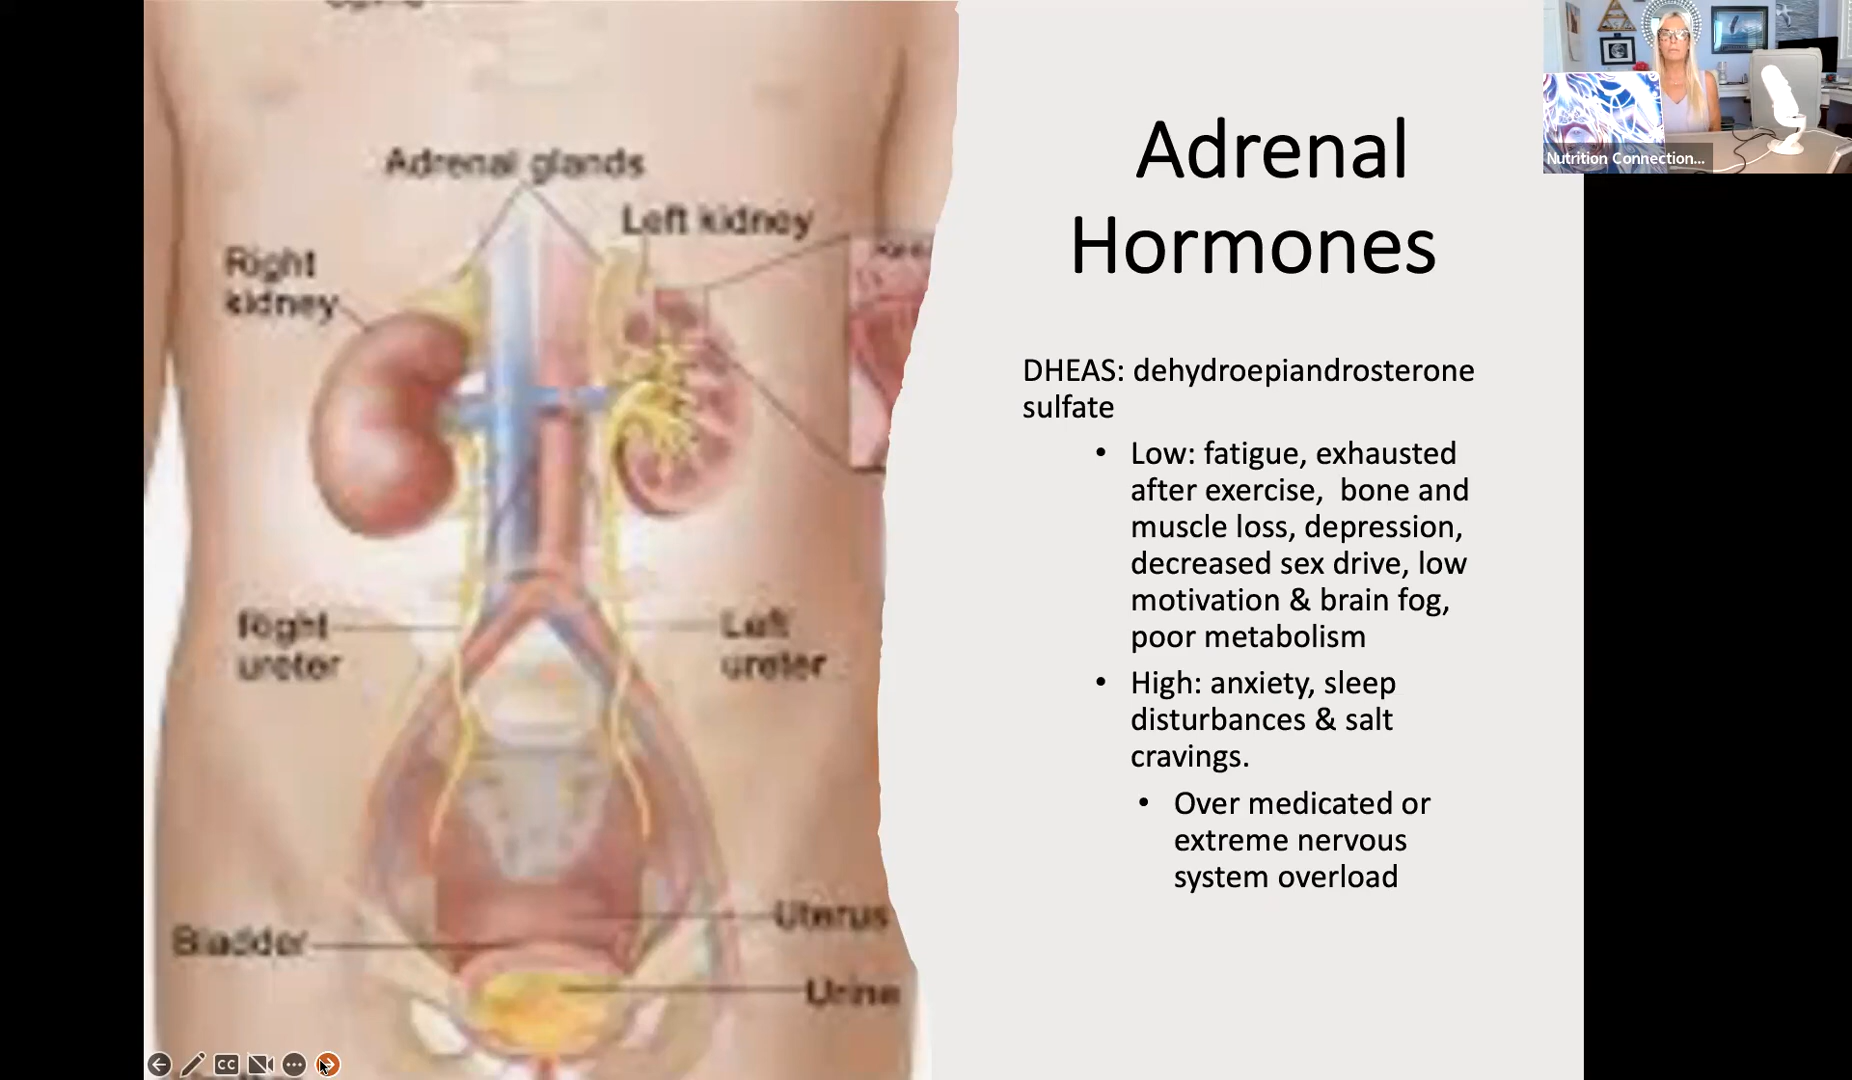 Adrenal glands
Left kidney
Right
kidney
Right
ureter
Left
ureter
Uterus
Bladder
Urine
Adrenal
Hormones
DHEAS: dehydroepiandrosterone
sulfate
• Low: fatigue, exhausted
after exercise, bone and
muscle loss, depression,
decreased sex drive, low
motivation & brain fog,
poor metabolism
• High: anxiety, sleep
disturbances & salt
cravings.
• Over medicated or
extreme nervous
system overload
Nutrition Connection...
CC